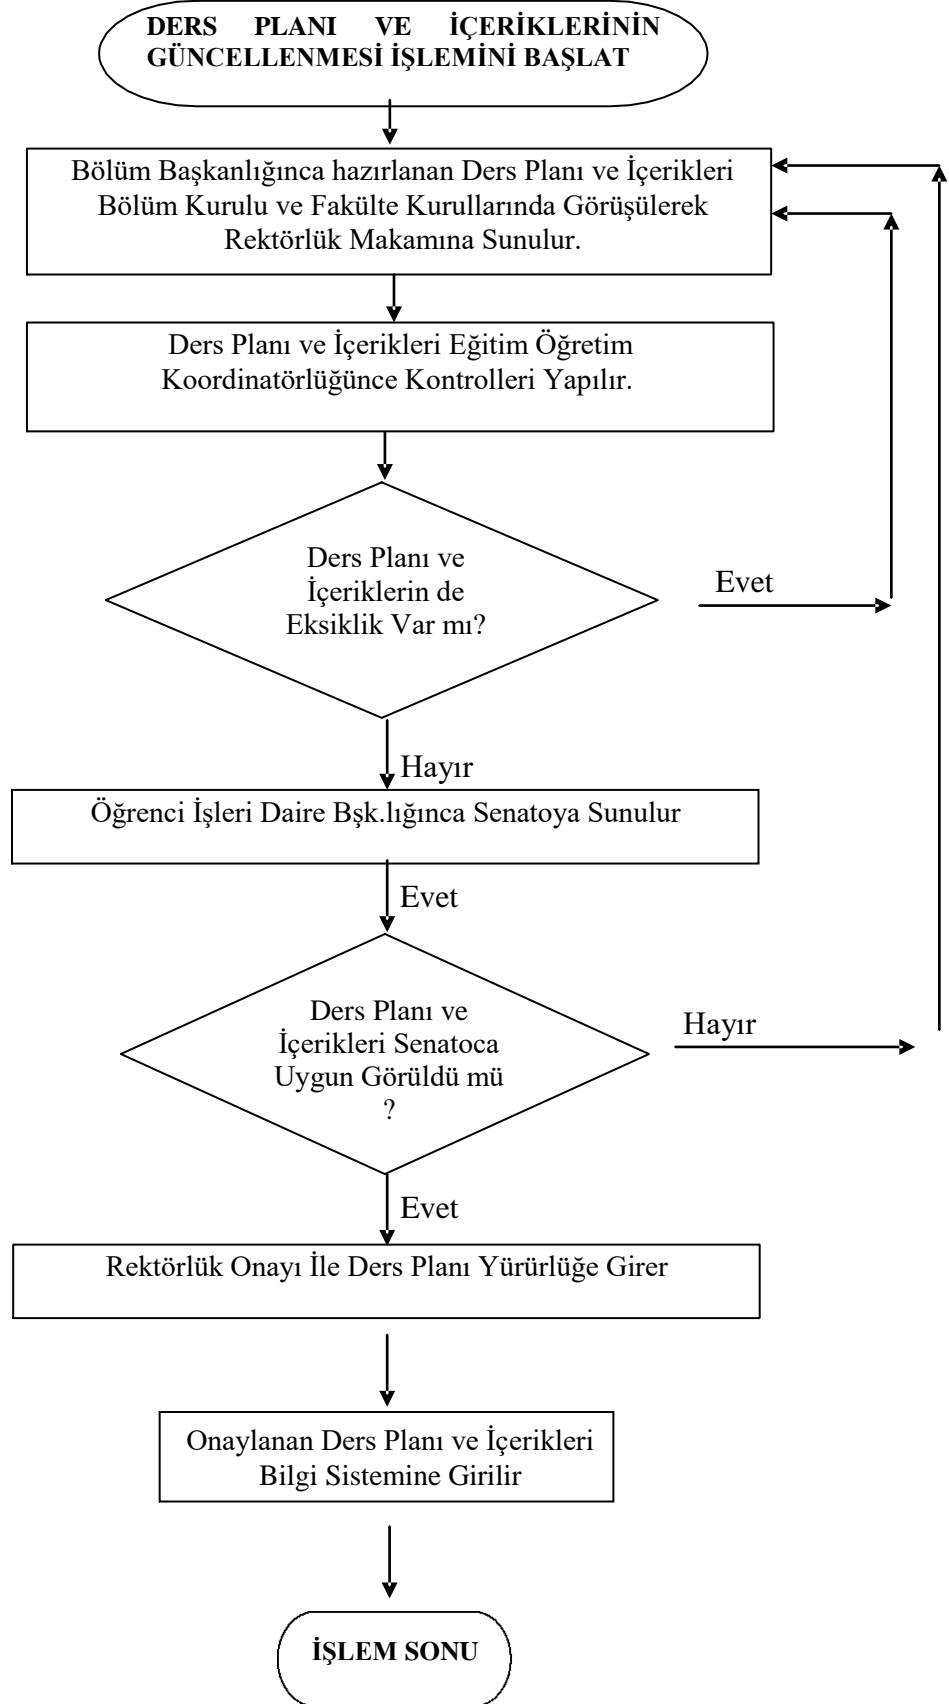 DERS PLANI VE İÇERİKLERİNİN
GÜNCELLENMESİ İŞLEMİNİ BAŞLAT
Bölüm Başkanlığınca hazırlanan Ders Planı ve İçerikleri
Bölüm Kurulu ve Fakülte Kurullarında Görüşülerek
Rektörlük Makamına Sunulur.
Ders Planı ve İçerikleri Eğitim Öğretim
Koordinatörlüğünce Kontrolleri Yapılır.
Ders Planı ve
İçeriklerin de
Eksiklik Var mı?
Evet
Hayır
Öğrenci İşleri Daire Bşk.lığınca Senatoya Sunulur
Evet
Ders Planı ve
İçerikleri Senatoca
Uygun Görüldü mü
?
Hayır
Evet
Rektörlük Onayı İle Ders Planı Yürürlüğe Girer
Onaylanan Ders Planı ve İçerikleri
Bilgi Sistemine Girilir
İŞLEM SONU